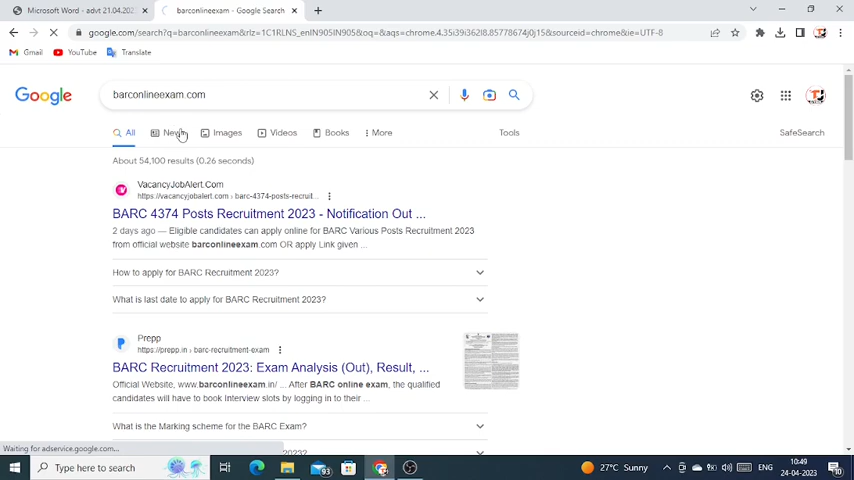 Microsoft Word - advt 21.04.202
barconlineexam - Google Search
google.com/search?q=barconlineexam&rlz=1C1RLNS_enIN905IN905&oq=&aqs=chrome.4.35i39i362l8.85778674j0j15&sourceid=chrome&ie=UTF-8
Gmail YouTube Translate
Google
barconlineexam.com
All News Images Videos Books More Tools SafeSearch
About 54,100 results (0.26 seconds)
VacancyJobAlert.Com
https://vacancyjobalert.com › barc-4374-posts-recruit...
BARC 4374 Posts Recruitment 2023 - Notification Out ...
2 days ago — Eligible candidates can apply online for BARC Various Posts Recruitment 2023
from official website barconlineexam.com OR apply Link given ...
How to apply for BARC Recruitment 2023?
What is last date to apply for BARC Recruitment 2023?
Prepp
https://prepp.in › barc-recruitment-exam
BARC Recruitment 2023: Exam Analysis (Out), Result, ...
Official Website, www.barconlineexam.in/ ... After BARC online exam, the qualified
candidates will have to book Interview slots by logging in to their ...
What is the Marking scheme for the BARC Exam?
2023?
Waiting for adservice.google.com...
Type here to search
93
27°C Sunny
ENG
10:49
24-04-2023
10